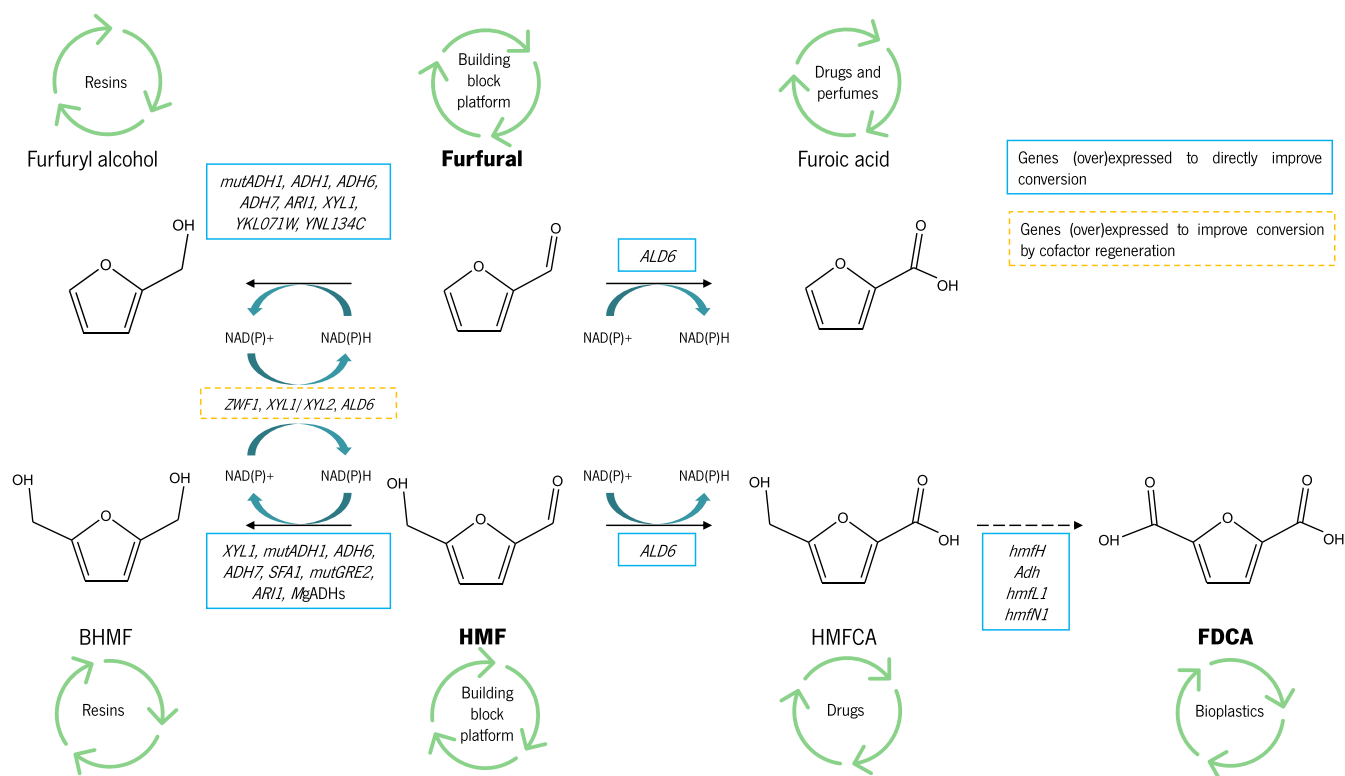 Resins
Building
block
platform
Drugs and
perfumes
Furfuryl alcohol
Furfural
Furoic acid
mutADH1, ADH1, ADH6,
ADH7, ARI1, XYL1,
YKL071W, YNL134C
Genes (over)expressed to directly improve
conversion
Genes (over)expressed to improve conversion
by cofactor regeneration
OH
O
O
O
ALD6
O
O
OH
NAD(P)+
NAD(P)H
NAD(P)+
NAD(P)H
ZWF1, XYL1/XYL2, ALD6
NAD(P)+
NAD(P)H
NAD(P)+
NAD(P)H
OH
OH
O
OH
O
O
OH
O
O
OH
O
OH
O
O
OH
XYL1, mutADH1, ADH6,
ADH7, SFA1, mutGRE2,
ARI1, MgADHs
ALD6
hmfH
Adh
hmfL1
hmfN1
BHMF
HMF
HMFCA
FDCA
Resins
Building
block
platform
Drugs
Bioplastics